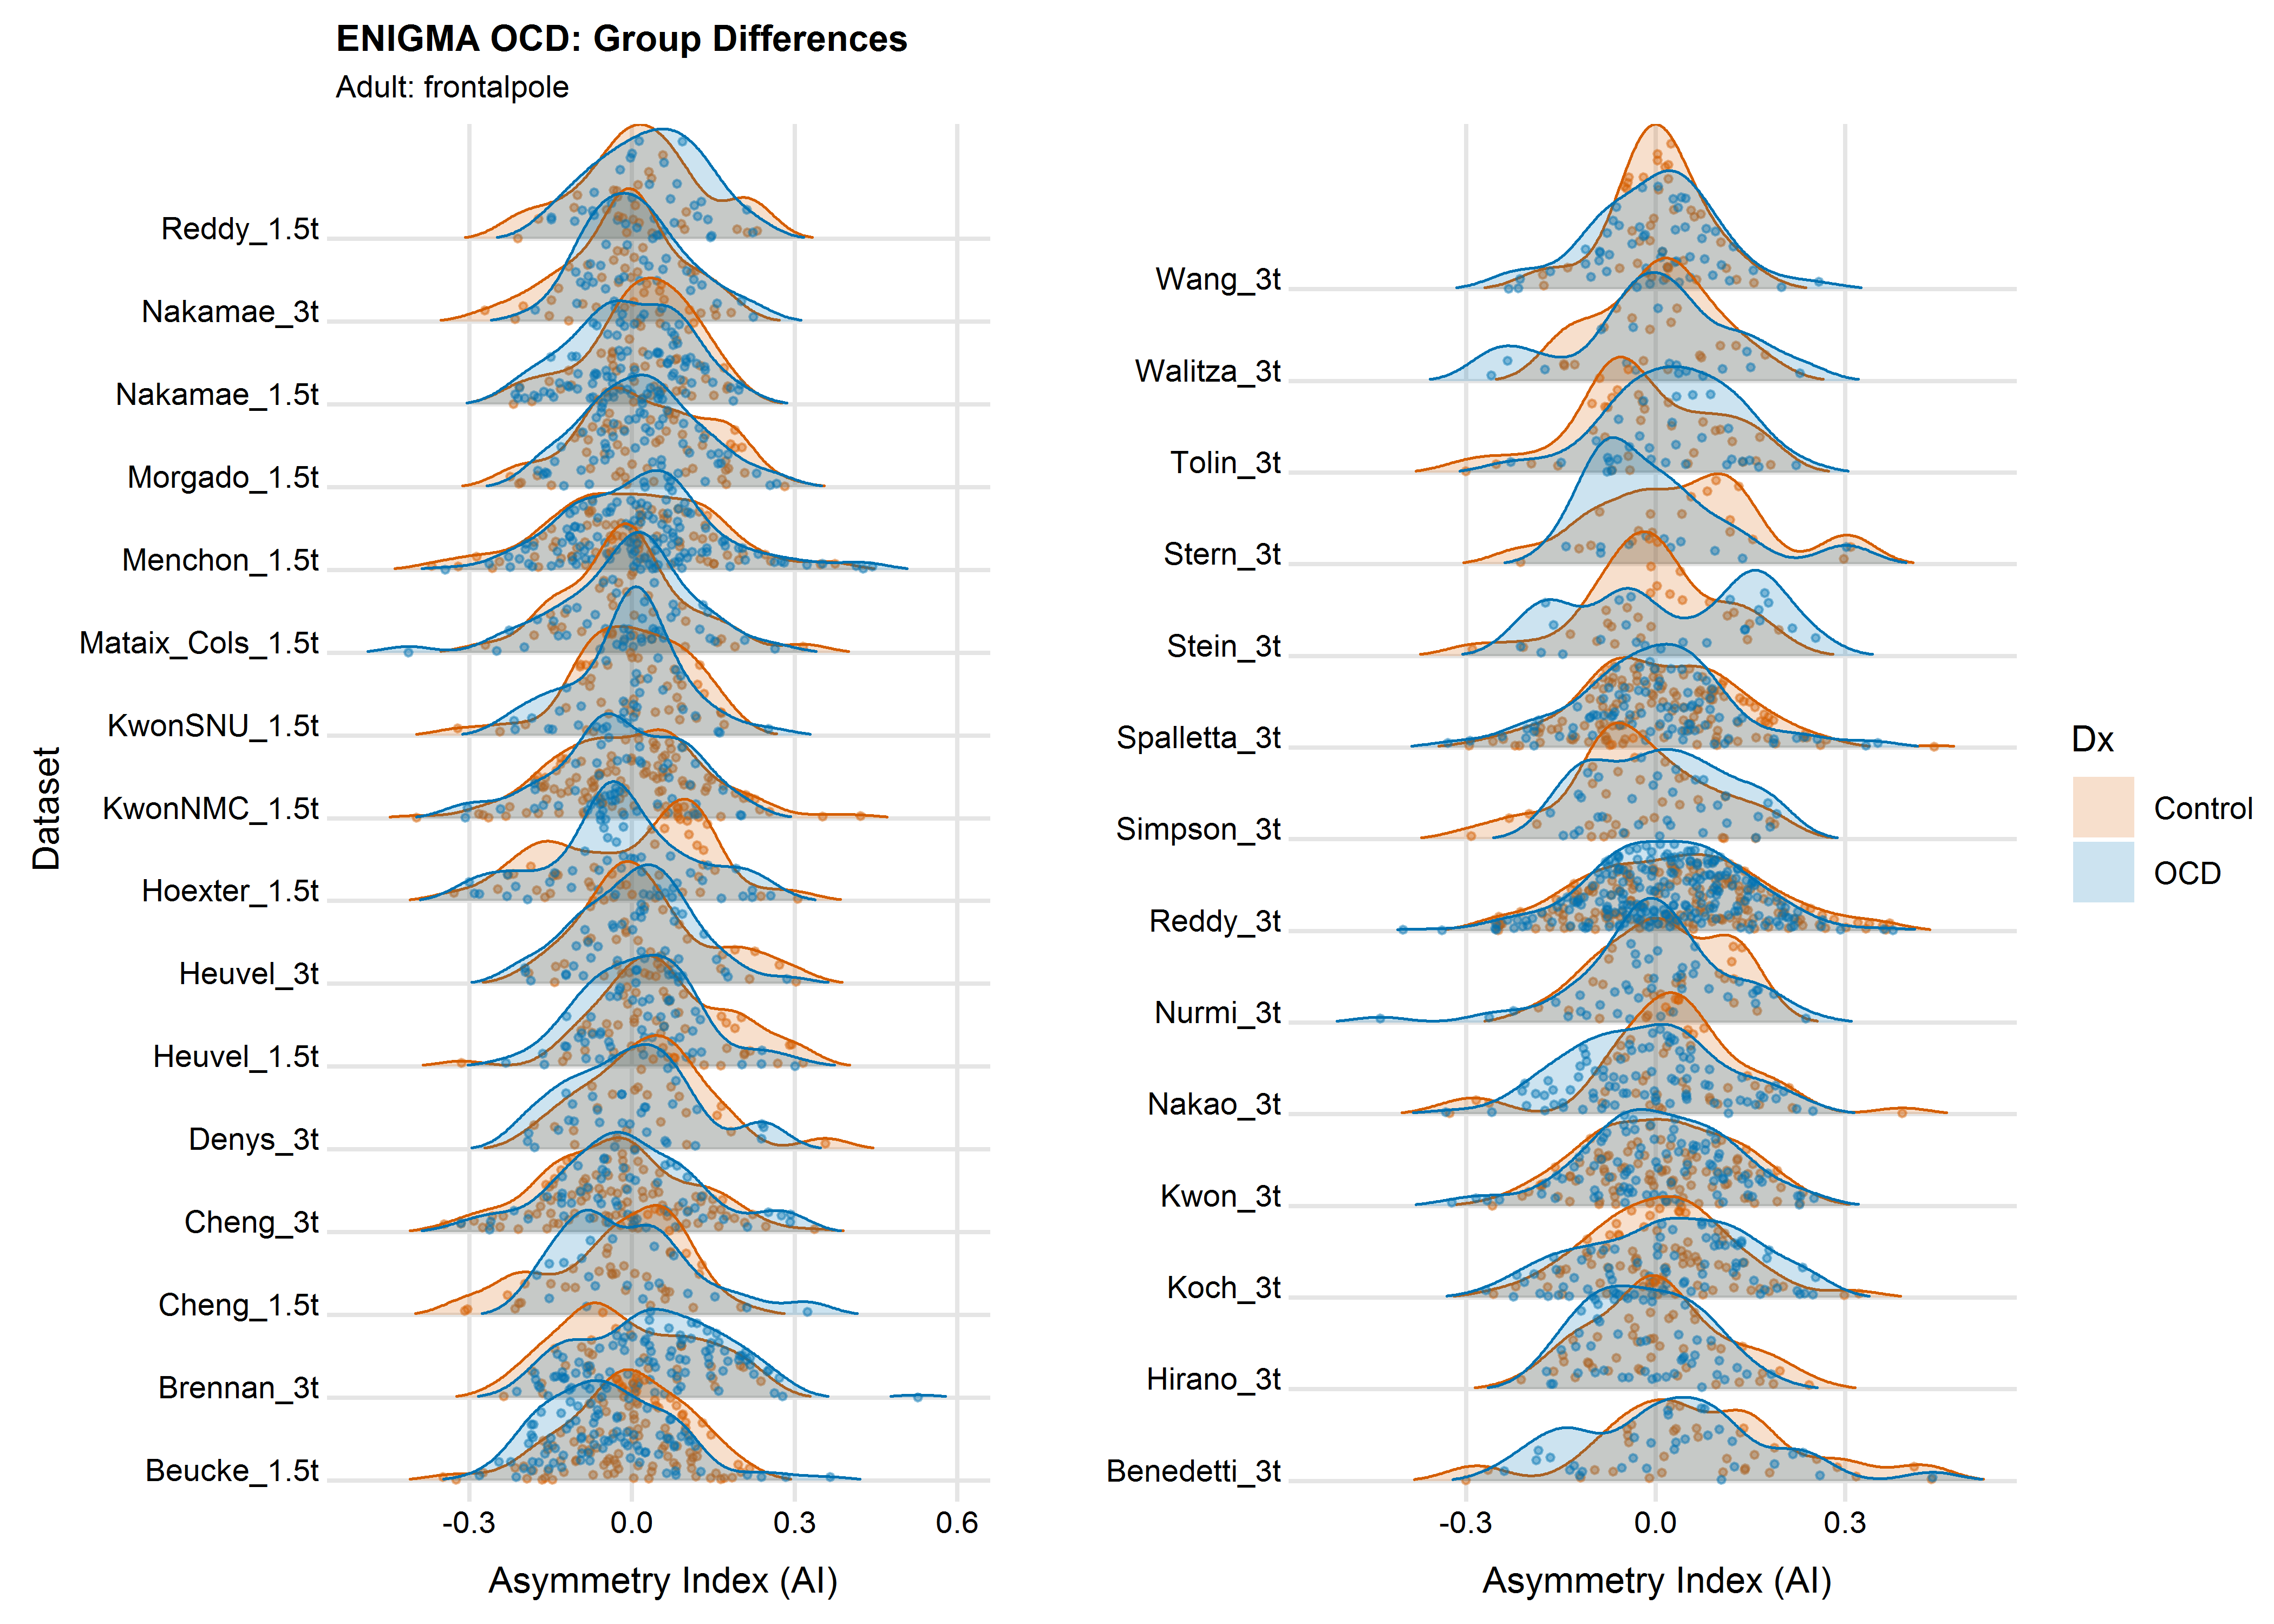 ENIGMA OCD: Group Differences
Adult: frontalpole
Dataset
Reddy_1.5t
Nakamae_3t
Nakamae_1.5t
Morgado_1.5t
Menchon_1.5t
Mataix_Cols_1.5t
KwonSNU_1.5t
KwonNMC_1.5t
Hoexter_1.5t
Heuvel_3t
Heuvel_1.5t
Denys_3t
Cheng_3t
Cheng_1.5t
Brennan_3t
Beucke_1.5t
-0.3 0.0 0.3 0.6
Asymmetry Index (AI)
Wang_3t
Walitza_3t
Tolin_3t
Stern_3t
Stein_3t
Spalletta_3t
Simpson_3t
Reddy_3t
Nurmi_3t
Nakao_3t
Kwon_3t
Koch_3t
Hirano_3t
Benedetti_3t
-0.3 0.0 0.3
Asymmetry Index (AI)
Dx
Control
OCD